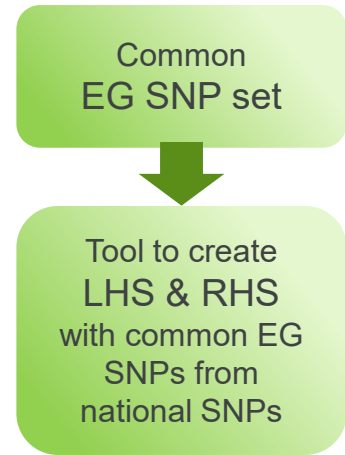 Common
EG SNP set
Tool to create
LHS & RHS
with common EG
SNPs from
national SNPs